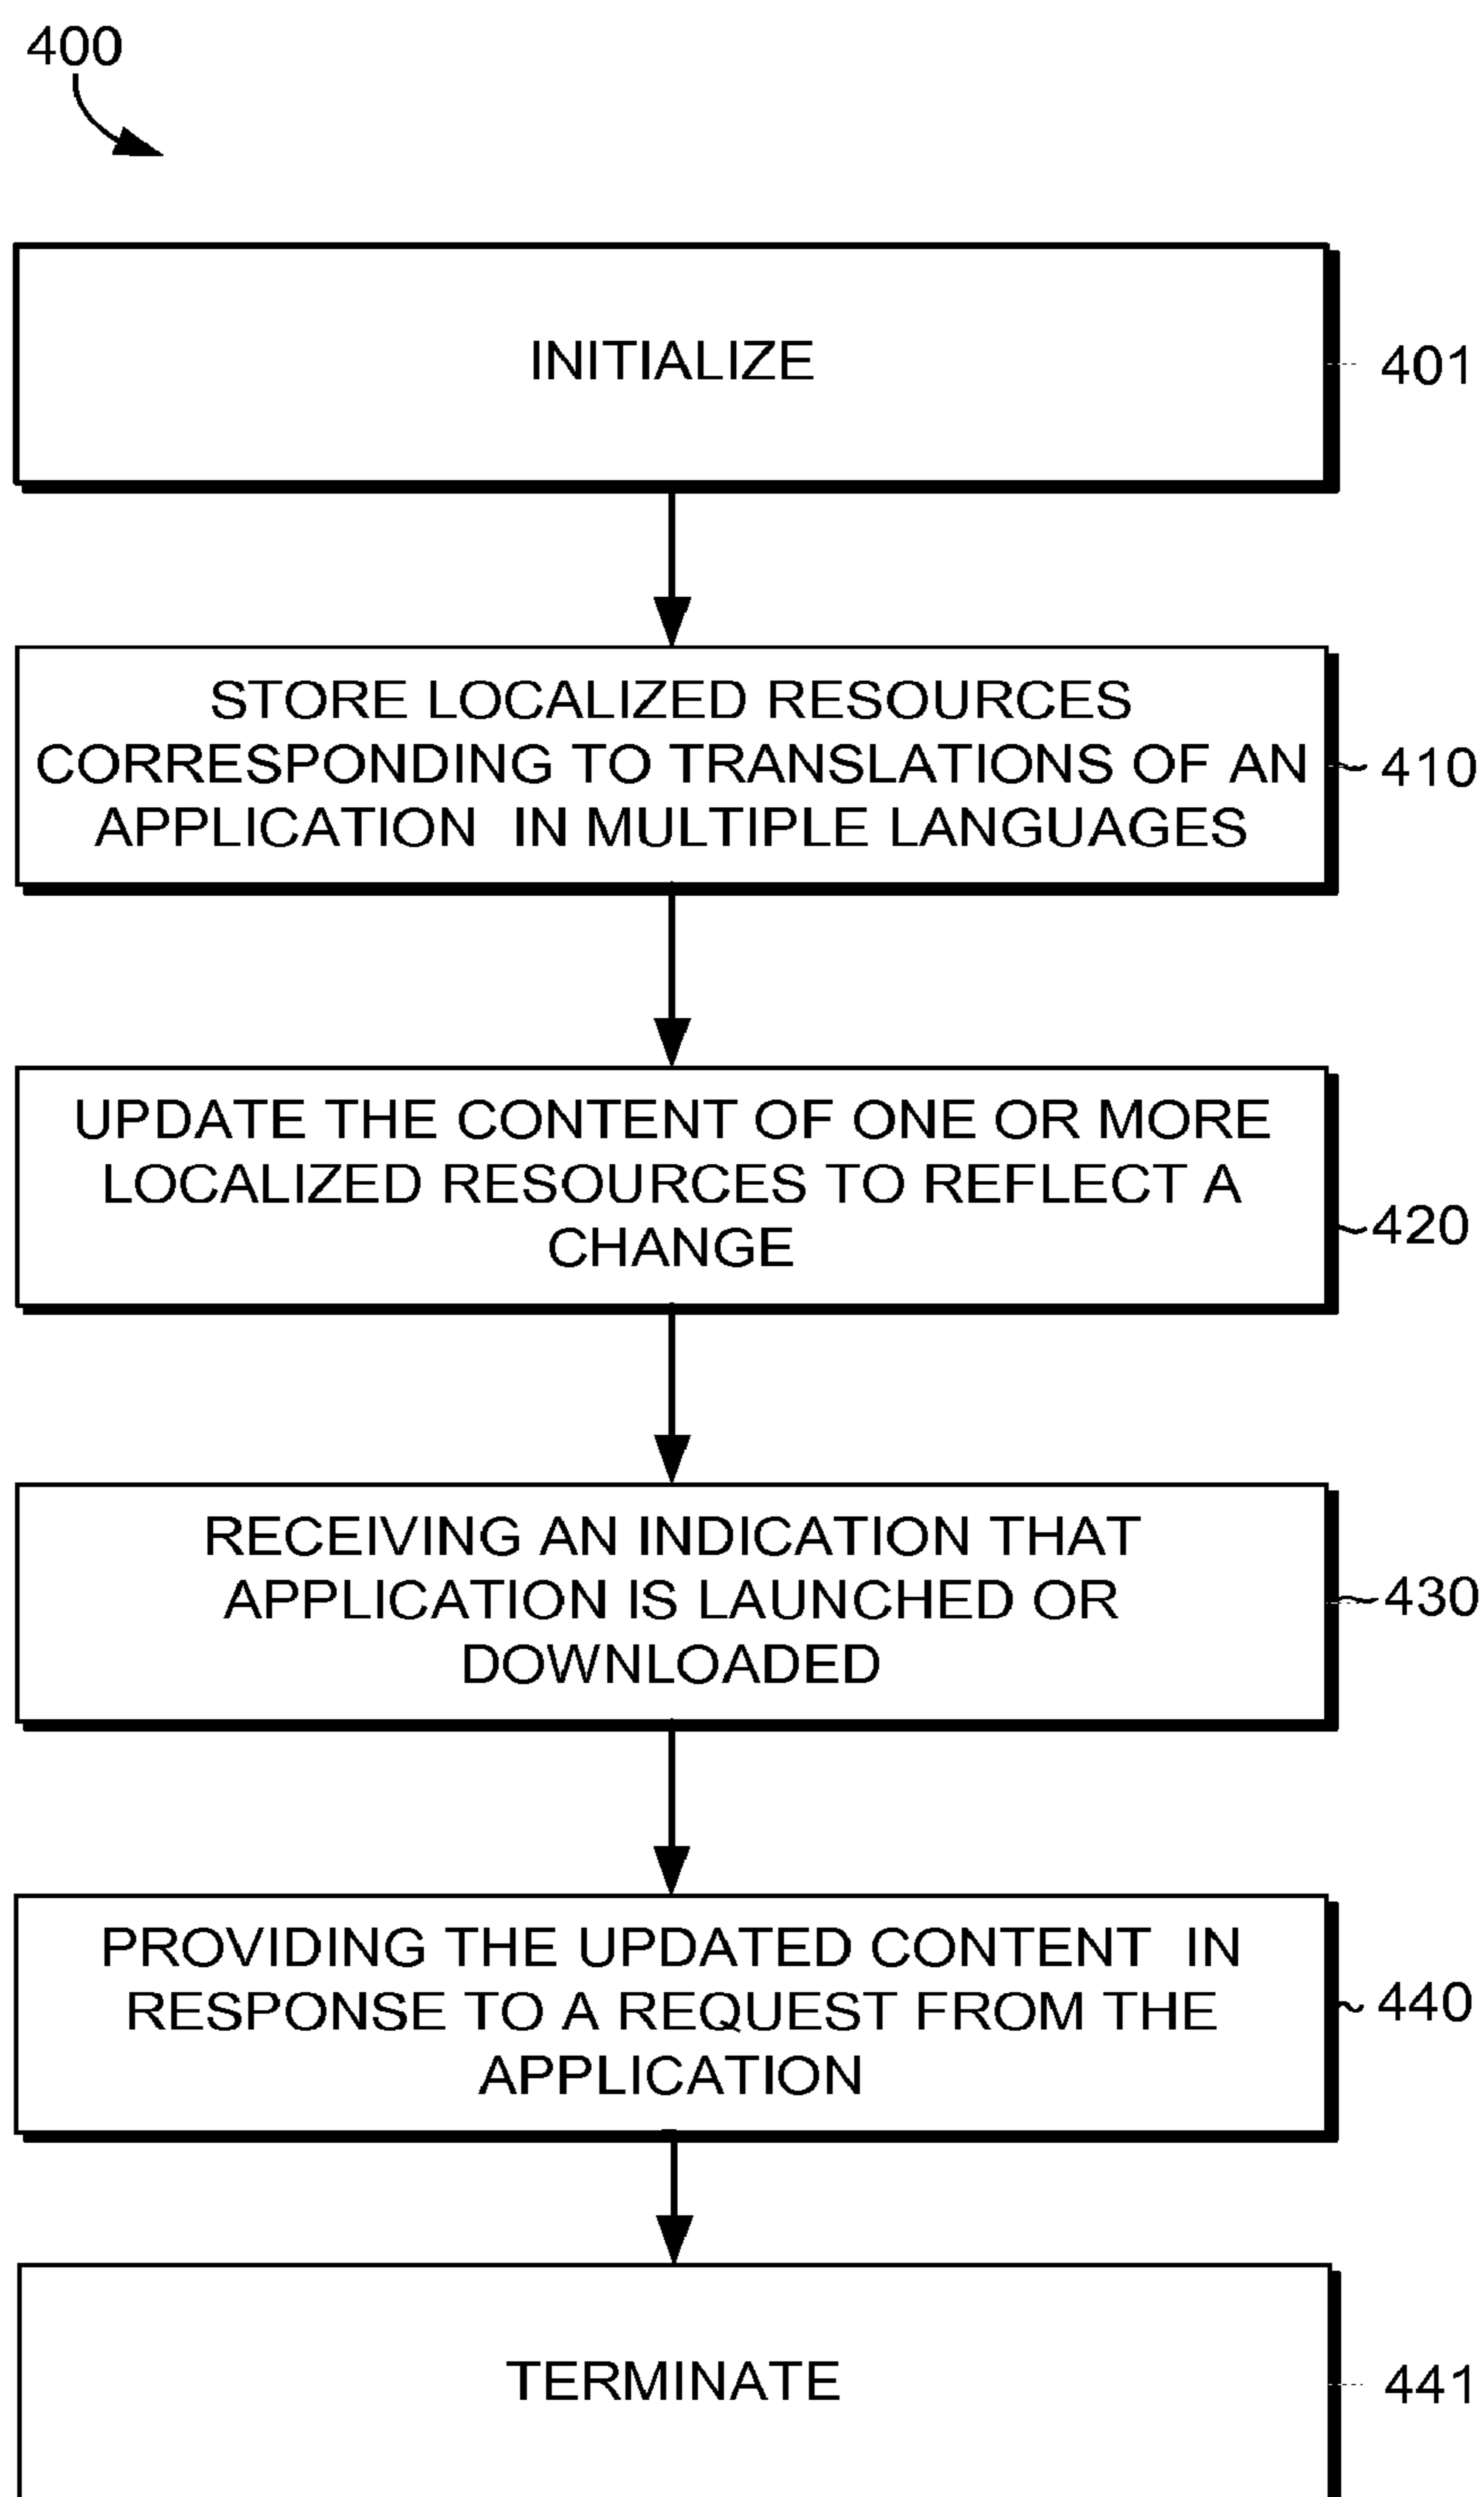 400
INITIALIZE
401
STORE LOCALIZED RESOURCES
CORRESPONDING TO TRANSLATIONS OF AN
APPLICATION IN MULTIPLE LANGUAGES
410
UPDATE THE CONTENT OF ONE OR MORE
LOCALIZED RESOURCES TO REFLECT A
CHANGE
420
RECEIVING AN INDICATION THAT
APPLICATION IS LAUNCHED OR
DOWNLOADED
430
PROVIDING THE UPDATED CONTENT IN
RESPONSE TO A REQUEST FROM THE
APPLICATION
440
TERMINATE
441